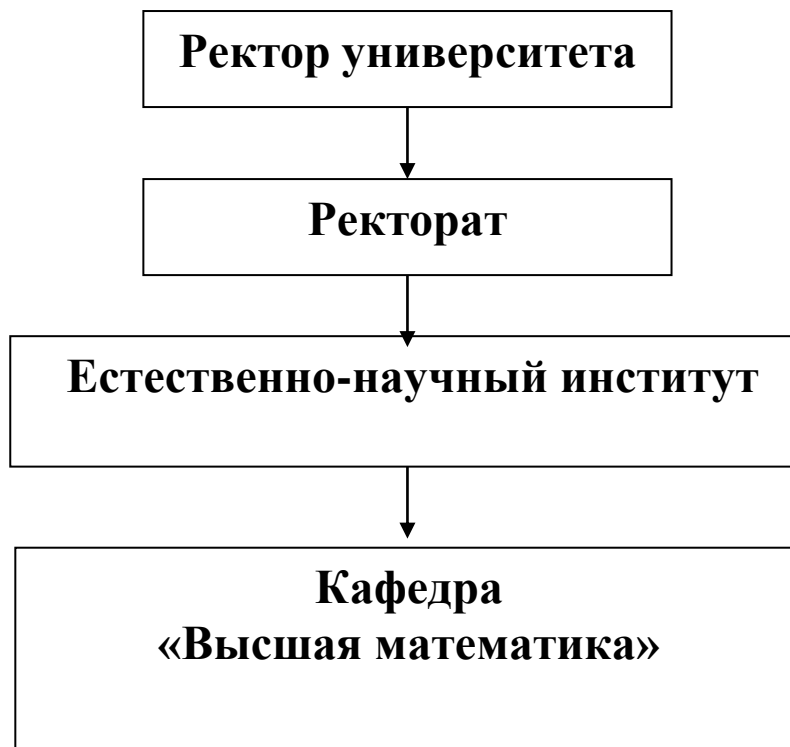 Ректор университета
Ректорат
Естественно-научный институт
Кафедра
«Высшая математика»